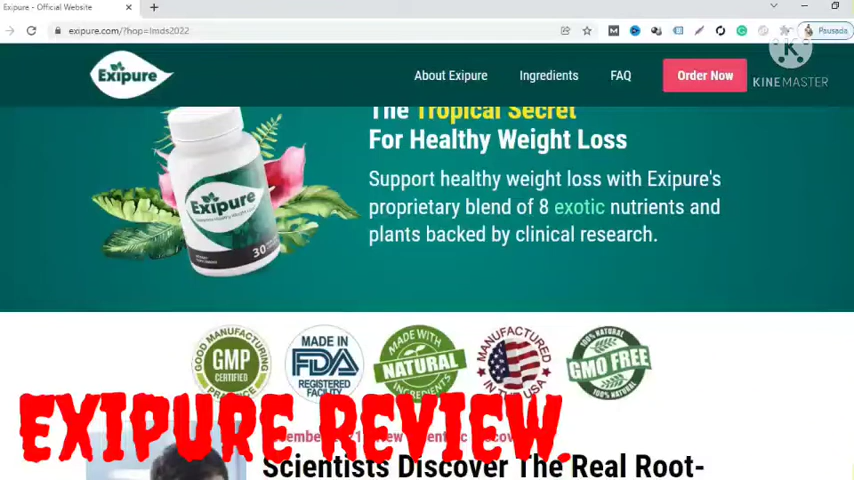 Exipure - Official Website
exipure.com/?hop=lmds2022
Pausada
K
KINEMASTER
Exipure
About Exipure
Ingredients
FAQ
Order Now
The Tropical Secret
For Healthy Weight Loss
Support healthy weight loss with Exipure's
proprietary blend of 8 exotic nutrients and
plants backed by clinical research.
Exipure
30
GOOD MANUFACTURING
GMP
CERTIFIED
PRACTICE
MADE IN
FDA
REGISTERED
FACILITY
MADE WITH
NATURAL
INGREDIENTS
MANUFACTURED
IN THE USA
100% NATURAL
GMO FREE
100% NATURAL
EXIPURE REVIEW.
Scientists Discover The Real Root-